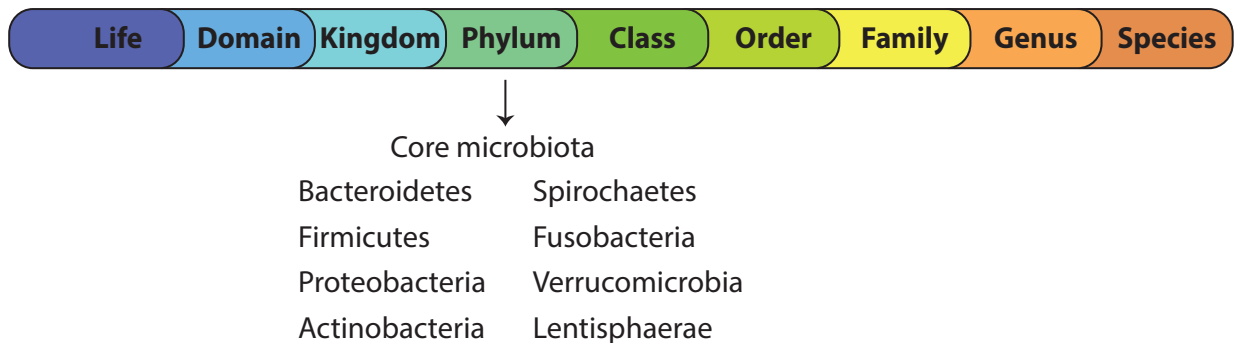 Life Domain Kingdom Phylum Class Order Family Genus Species
Core microbiota
Bacteroidetes Spirochaetes
Firmicutes Fusobacteria
Proteobacteria Verrucomicrobia
Actinobacteria Lentisphaerae